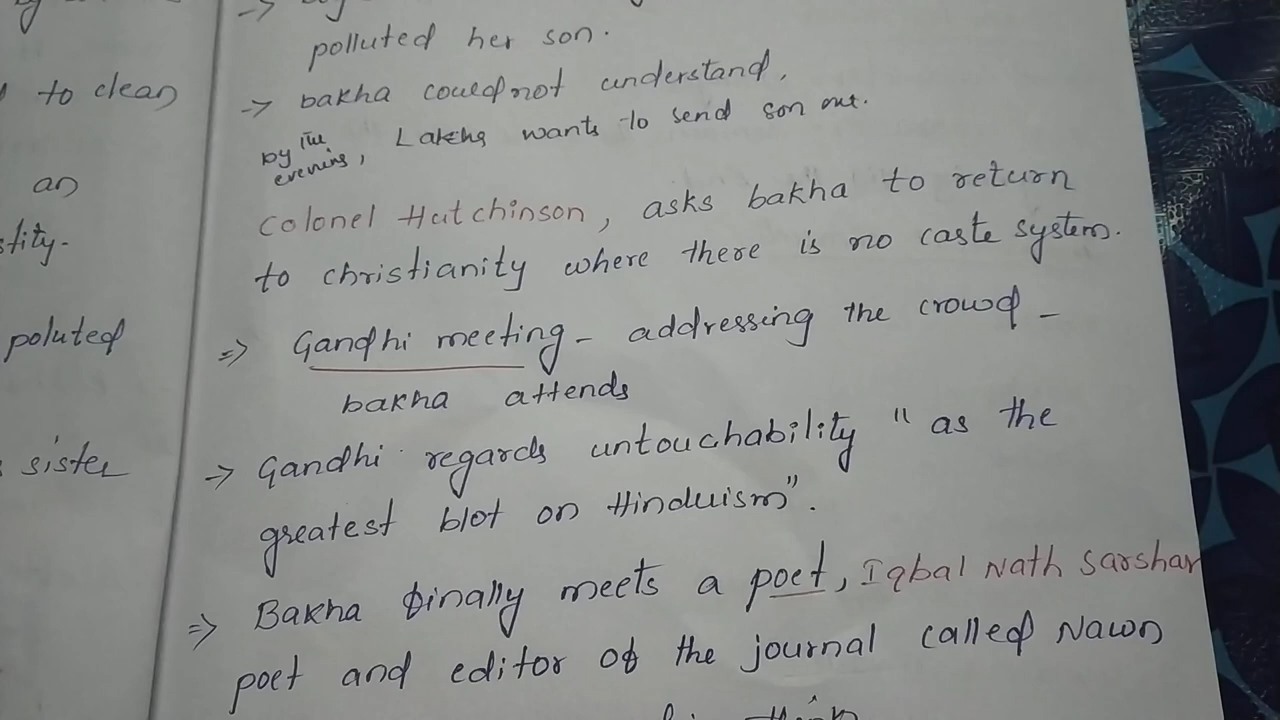 to clean
an
polluted her son.
-> bakha could not understand,
by the evening, Lakha wants to send son out.
Colonel Hutchinson, asks bakha to return
to christianity where there is no caste system.
poluted
=> Gandhi meeting - addressing the crowd -
bakha attends
sister
-> Gandhi regards untouchability " as the
greatest blot on Hinduism".
=> Bakha finally meets a poet, Iqbal Nath Sarshar
poet and editor of the journal called Nawan